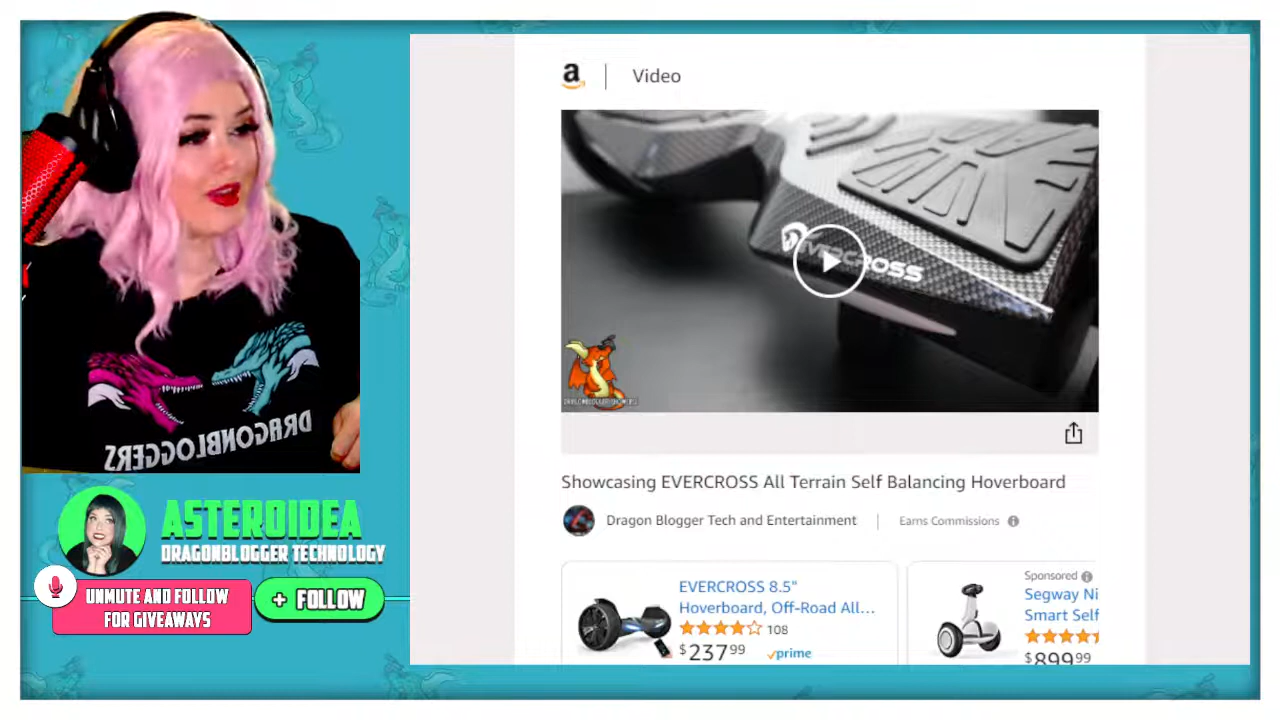 a | Video
EVERCROSS
Showcasing EVERCROSS All Terrain Self Balancing Hoverboard
Dragon Blogger Tech and Entertainment | Earns Commissions
EVERCROSS 8.5"
Hoverboard, Off-Road All...
108
$237.99 prime
Sponsored
Segway Ni
Smart Self
$899.99
DRAGONBLOGGERS
ASTEROIDEA
DRAGONBLOGGER TECHNOLOGY
UNMUTE AND FOLLOW
FOR GIVEAWAYS
+ FOLLOW